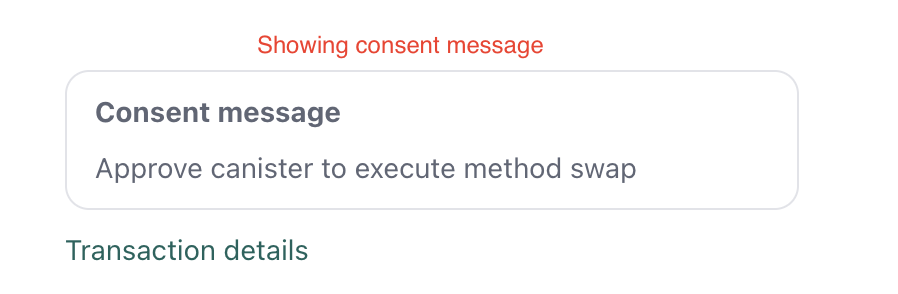 Showing consent message
Consent message
Approve canister to execute method swap
Transaction details